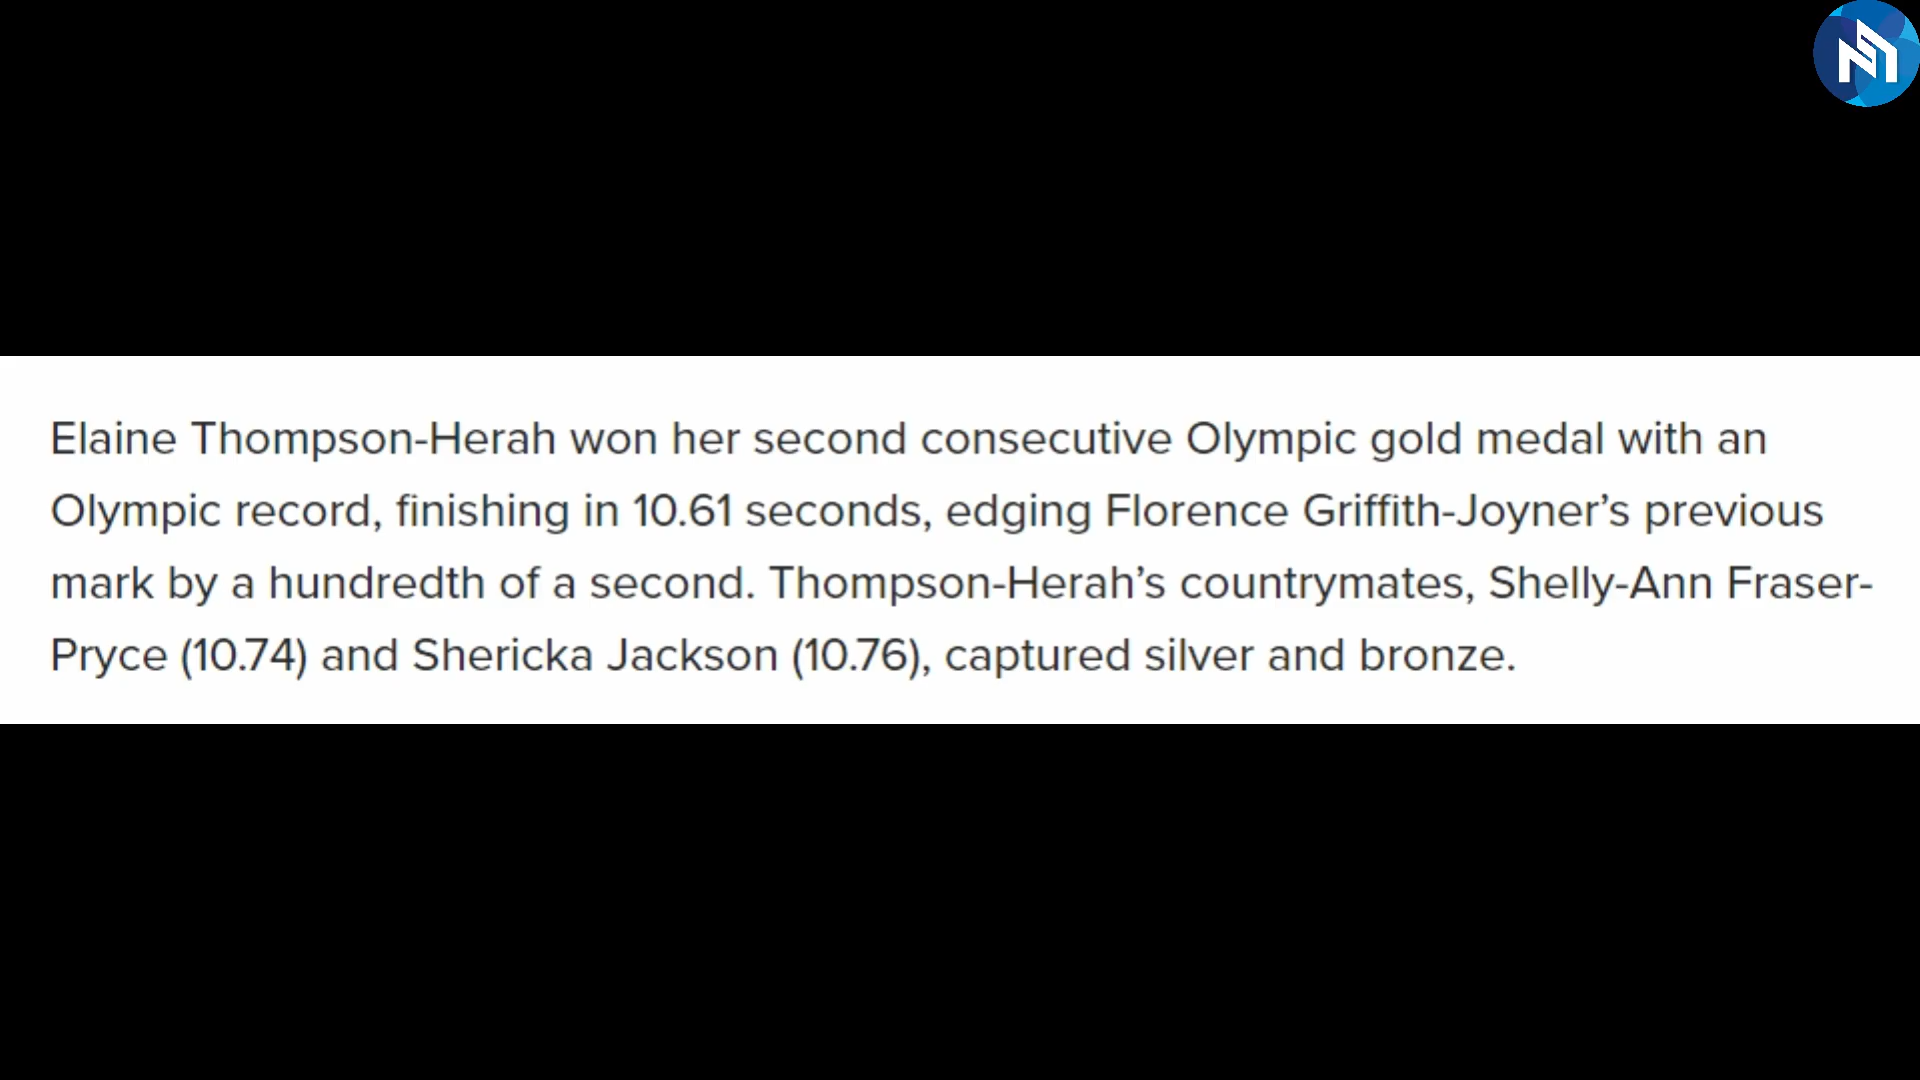 Elaine Thompson-Herah won her second consecutive Olympic gold medal with an
Olympic record, finishing in 10.61 seconds, edging Florence Griffith-Joyner’s previous
mark by a hundredth of a second. Thompson-Herah’s countrymates, Shelly-Ann Fraser-
Pryce (10.74) and Shericka Jackson (10.76), captured silver and bronze.